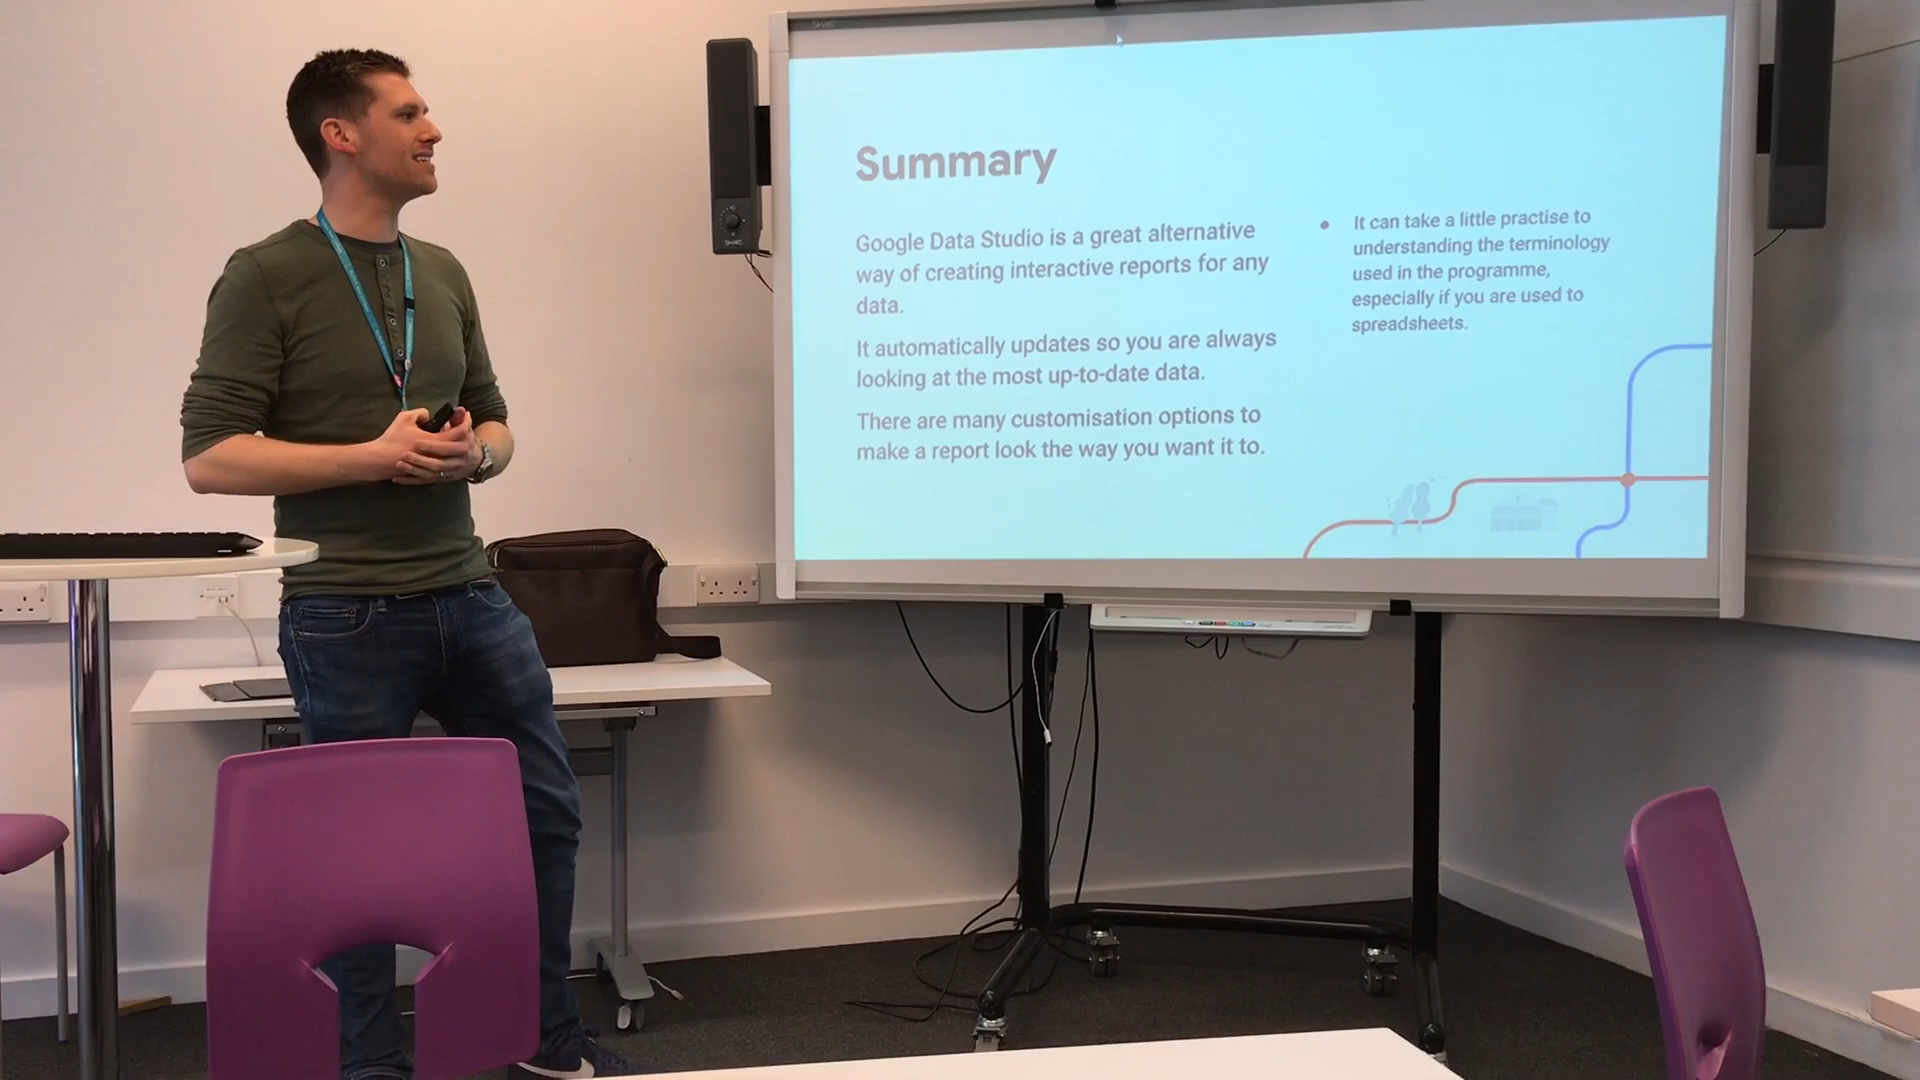 Summary
Google Data Studio is a great alternative
way of creating interactive reports for any
data.
It automatically updates so you are always
looking at the most up-to-date data.
There are many customisation options to
make a report look the way you want it to.
It can take a little practise to
understanding the terminology
used in the programme,
especially if you are used to
spreadsheets.